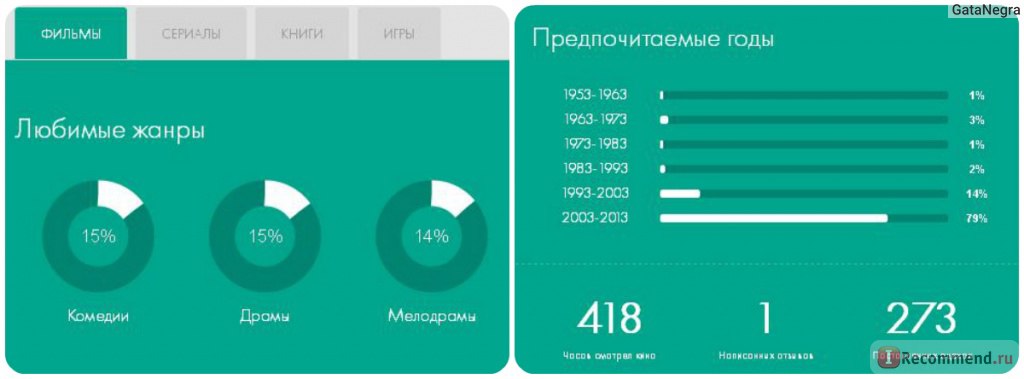 GataNegra
ФИЛЬМЫ
СЕРИАЛЫ
КНИГИ
ИГРЫ
Любимые жанры
15%
15%
14%
Комедии
Драмы
Мелодрамы
Предпочитаемые годы
1953-1963 1%
1963-1973 3%
1973-1983 1%
1983-1993 2%
1993-2003 14%
2003-2013 79%
418 1 273
Часов смотрел кино
Написанных отзывов
iRecommend.ru